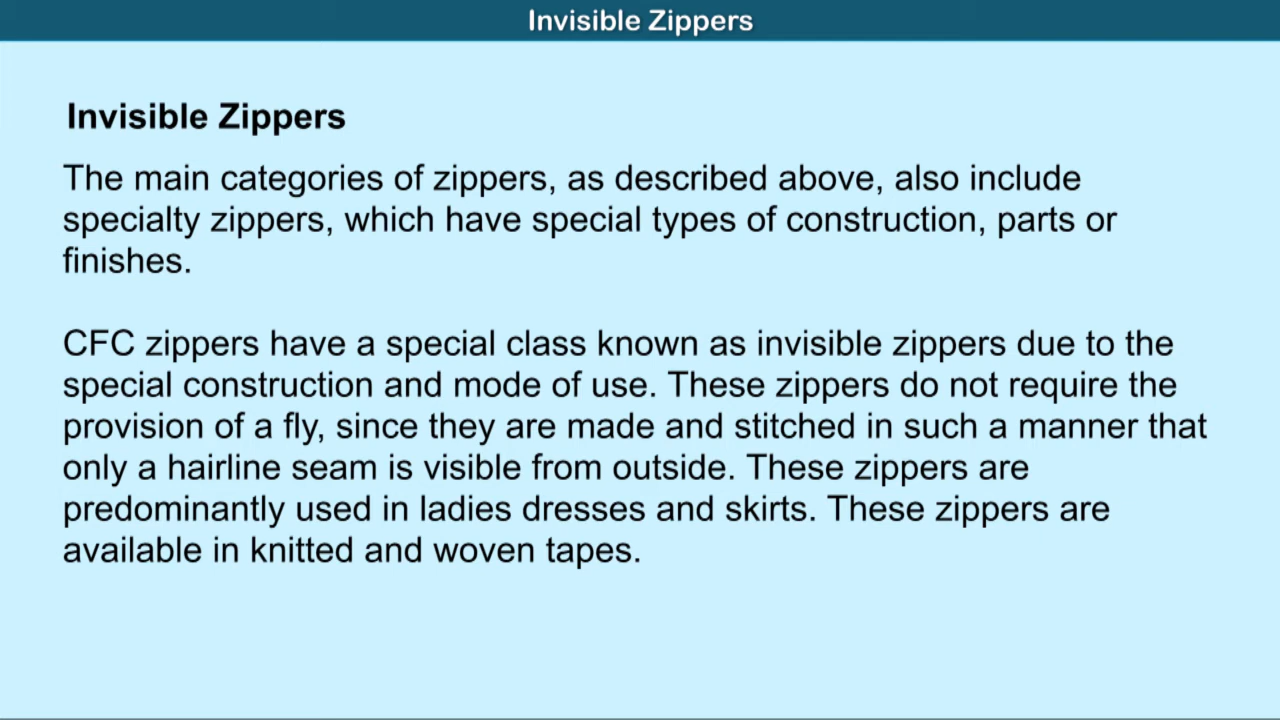 Invisible Zippers
Invisible Zippers
The main categories of zippers, as described above, also include
specialty zippers, which have special types of construction, parts or
finishes.
CFC zippers have a special class known as invisible zippers due to the
special construction and mode of use. These zippers do not require the
provision of a fly, since they are made and stitched in such a manner that
only a hairline seam is visible from outside. These zippers are
predominantly used in ladies dresses and skirts. These zippers are
available in knitted and woven tapes.